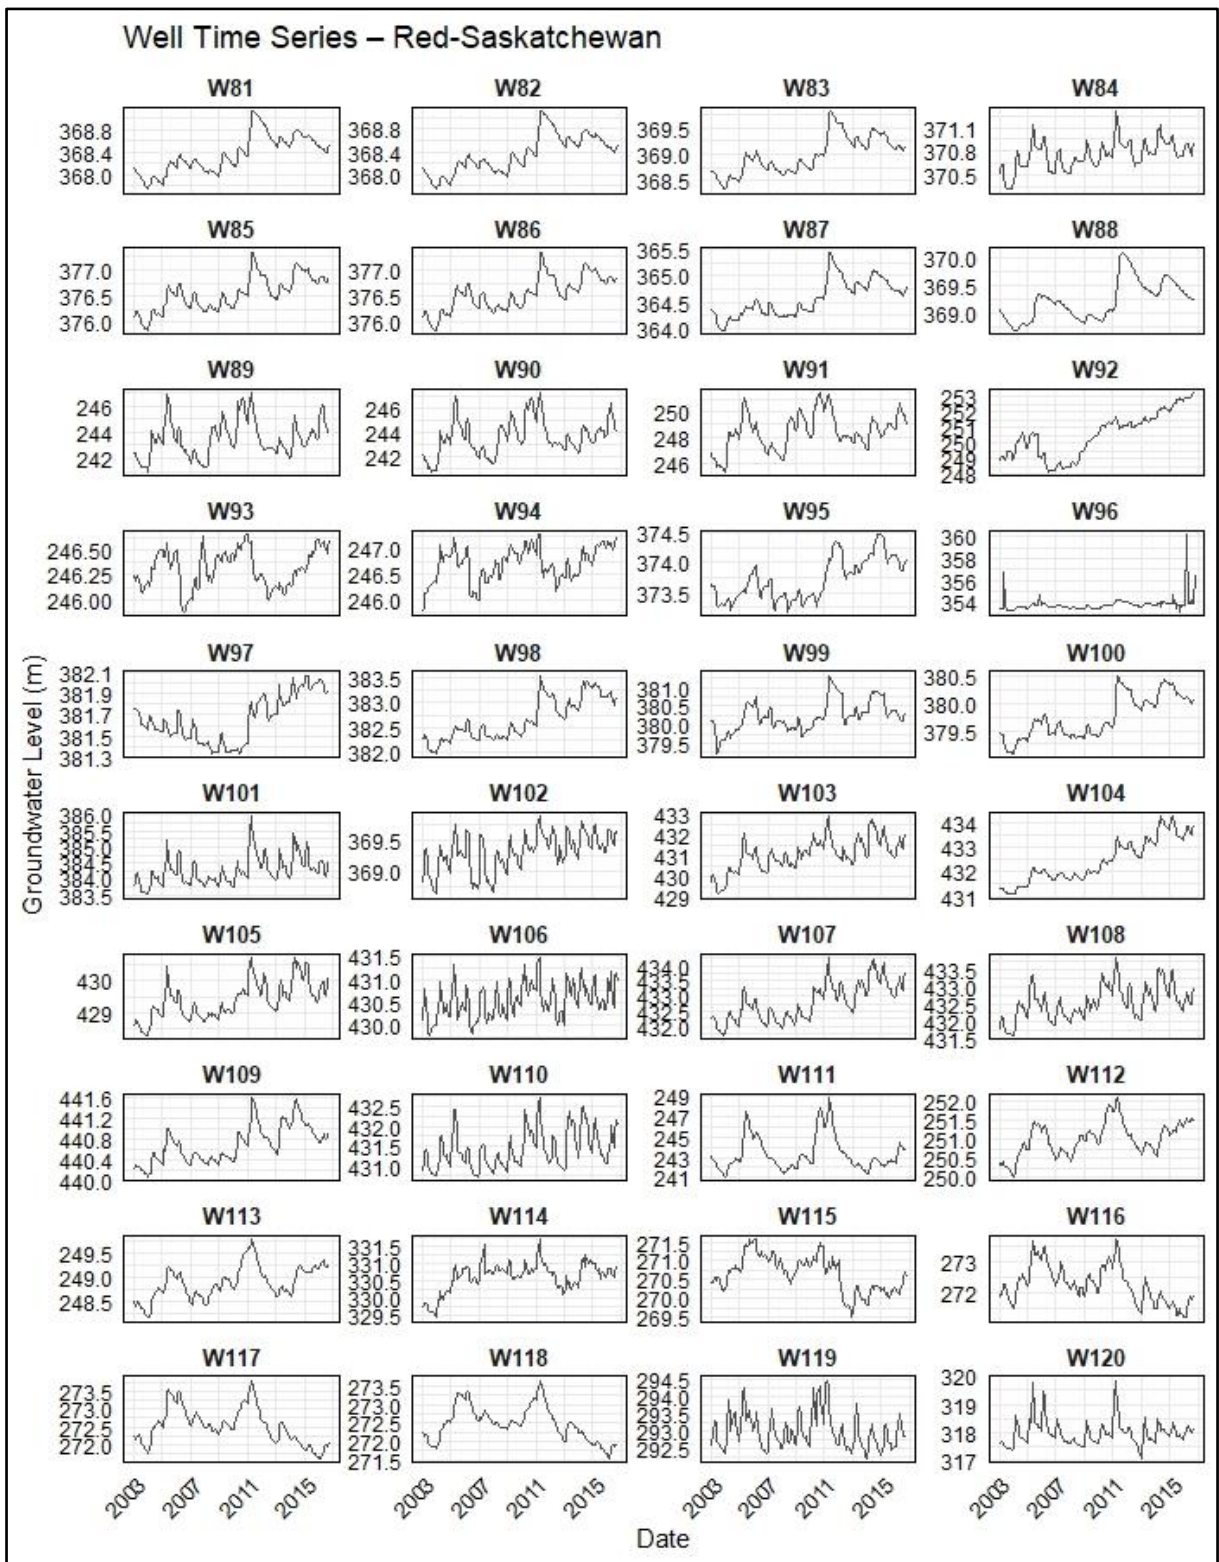 Well Time Series – Red-Saskatchewan
W81 W82 W83 W84
368.8 368.4 368.0
368.8 368.4 368.0
369.5 369.0 368.5
371.1 370.8 370.5
W85 W86 W87 W88
377.0 376.5 376.0
377.0 376.5 376.0
365.5 365.0 364.5 364.0
370.0 369.5 369.0
W89 W90 W91 W92
246 244 242
246 244 242
250 248 246
253 252 251 250 249 248
W93 W94 W95 W96
246.50 246.25 246.00
247.0 246.5 246.0
374.5 374.0 373.5
360 358 356 354
W97 W98 W99 W100
382.1 381.9 381.7 381.5 381.3
383.5 383.0 382.5 382.0
381.0 380.5 380.0 379.5
380.5 380.0 379.5
W101 W102 W103 W104
386.0 385.5 385.0 384.5 384.0 383.5
369.5 369.0
433 432 431 430 429
434 433 432 431
W105 W106 W107 W108
430 429
431.5 431.0 430.5 430.0
434.0 433.5 433.0 432.5 432.0
433.5 433.0 432.5 432.0 431.5
W109 W110 W111 W112
441.6 441.2 440.8 440.4 440.0
432.5 432.0 431.5 431.0
249 247 245 243 241
252.0 251.5 251.0 250.5 250.0
W113 W114 W115 W116
249.5 249.0 248.5
331.5 331.0 330.5 330.0 329.5
271.5 271.0 270.5 270.0 269.5
273 272
W117 W118 W119 W120
273.5 273.0 272.5 272.0
273.5 273.0 272.5 272.0 271.5
294.5 294.0 293.5 293.0 292.5
320 319 318 317
2003 2007 2011 2015
2003 2007 2011 2015
2003 2007 2011 2015
2003 2007 2011 2015
Groundwater Level (m)
Date